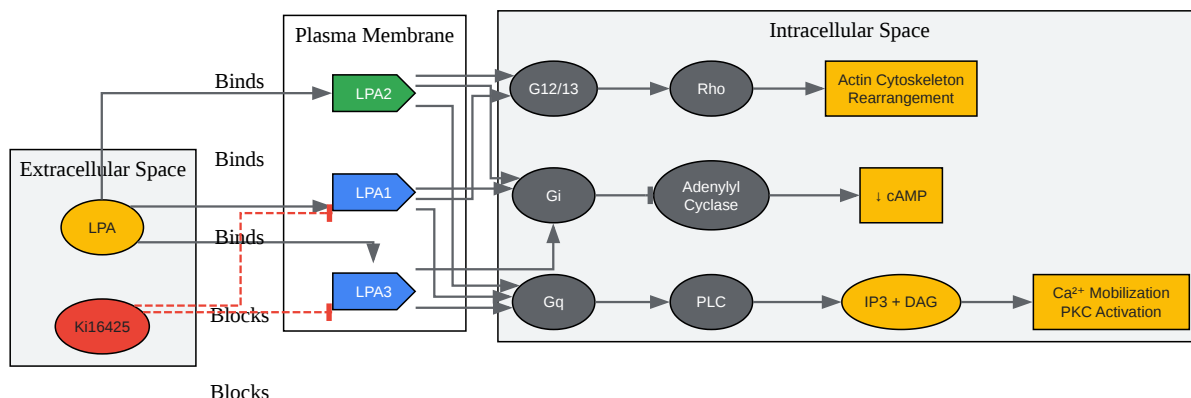 Plasma Membrane
Intracellular Space
Binds
LPA2
G12/13
Rho
Actin Cytoskeleton
Rearrangement
Extracellular Space
Binds
LPA1
Gi
Adenylyl
Cyclase
↓ cAMP
LPA
Binds
LPA3
Gq
PLC
IP3 + DAG
Ca²⁺ Mobilization
PKC Activation
Ki16425
Blocks
Blocks